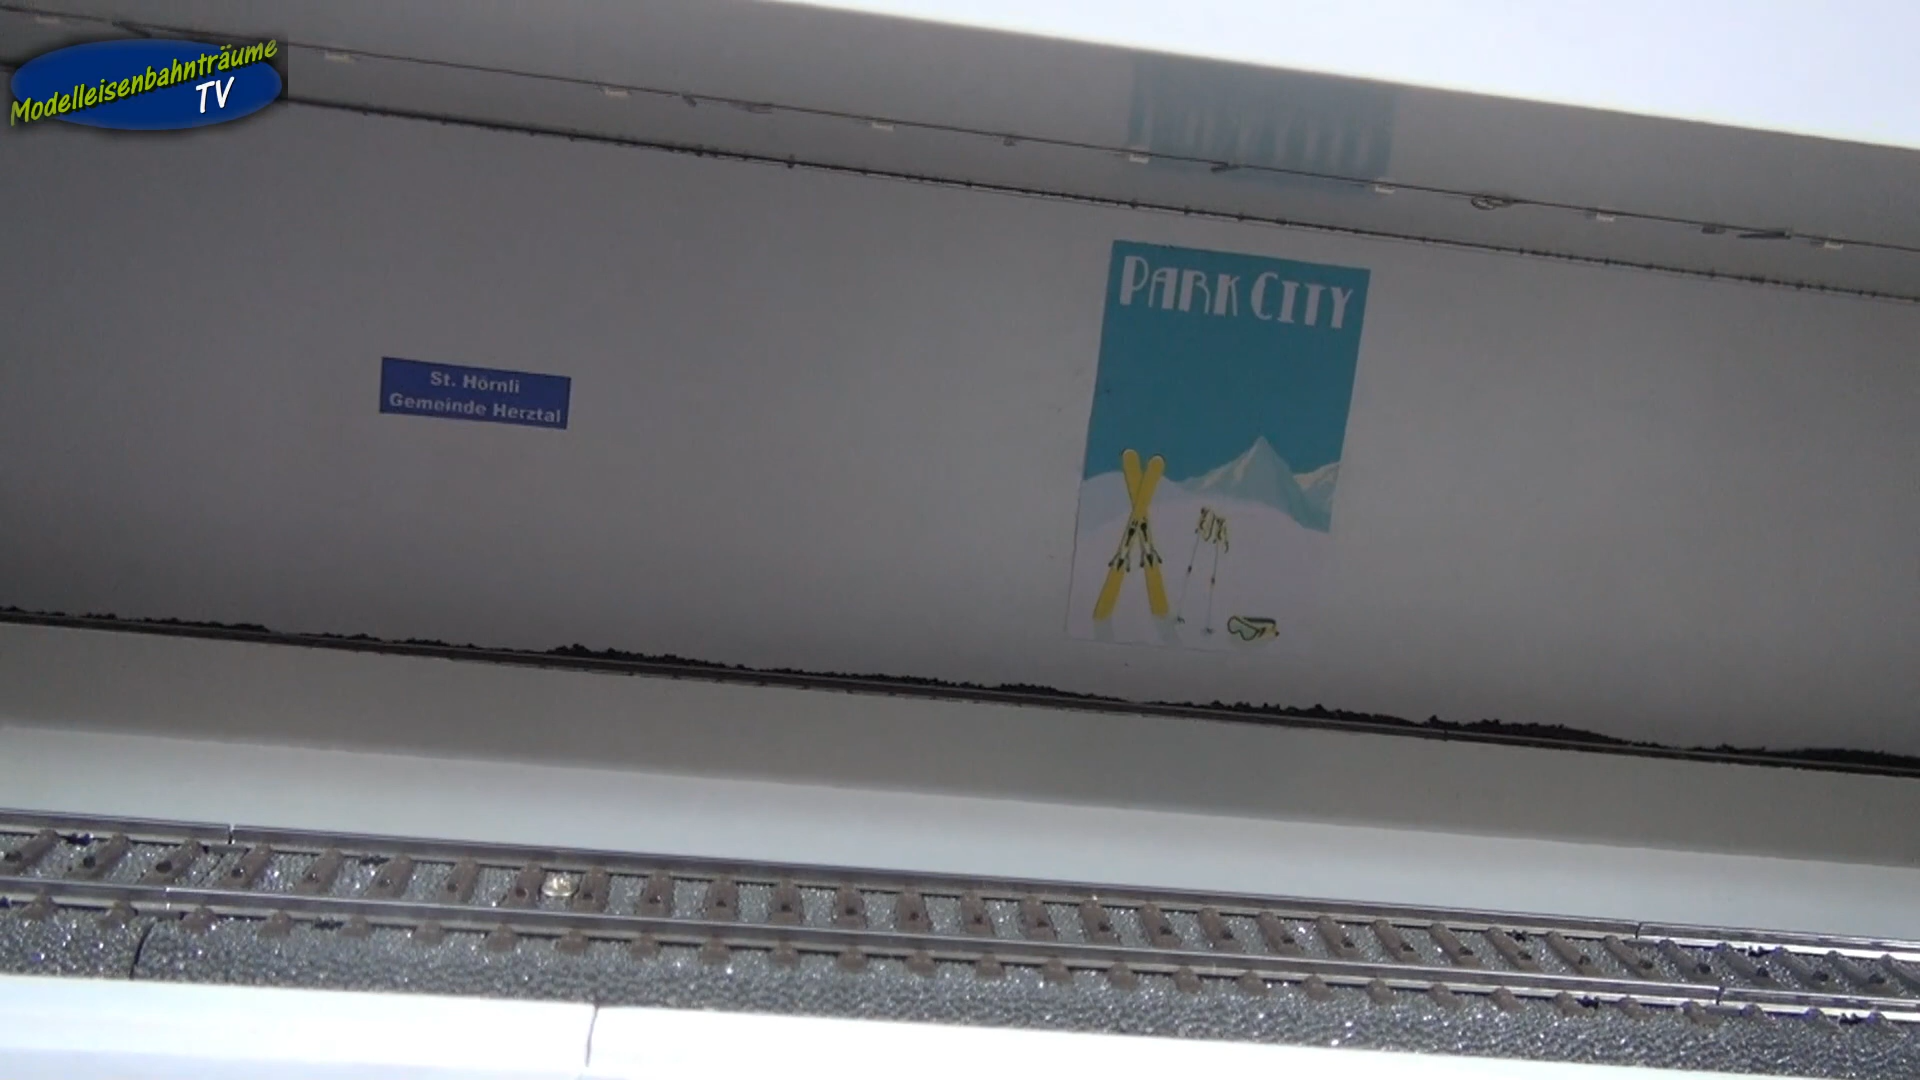 Modelleisenbahnträume
TV
PARK CITY
St. Hörnli
Gemeinde Herztal